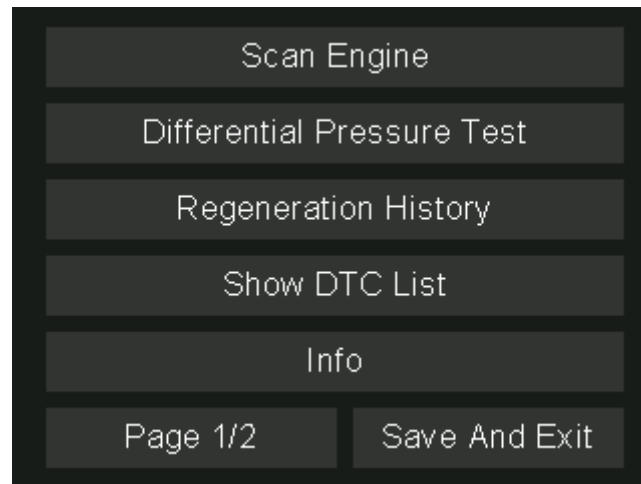 Scan Engine
Differential Pressure Test
Regeneration History
Show DTC List
Info
Page 1/2 Save And Exit